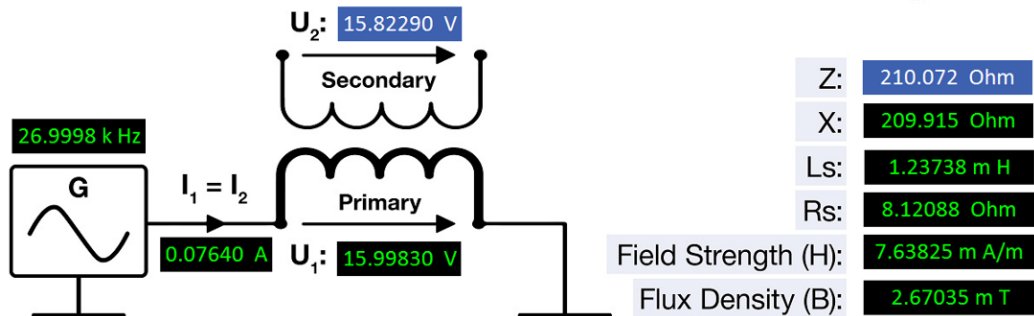 U₂: 15.82290 V
Secondary
26.9998 k Hz
G
I₁ = I₂
0.07640 A
Primary
U₁: 15.99830 V
Z: 210.072 Ohm
X: 209.915 Ohm
Ls: 1.23738 m H
Rs: 8.12088 Ohm
Field Strength (H): 7.63825 m A/m
Flux Density (B): 2.67035 m T